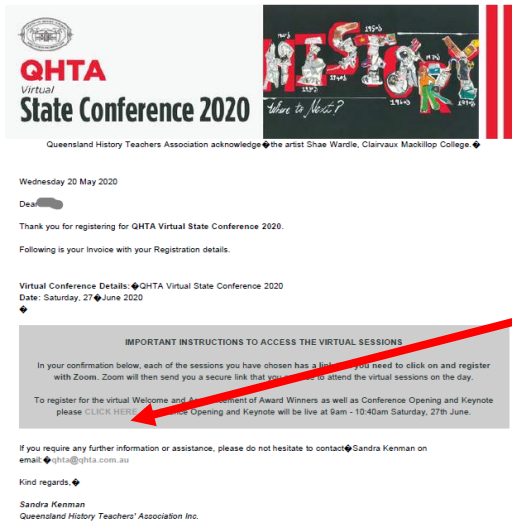 QHTA
Virtual
State Conference 2020
HISTORY
Where to Next?
1950s
1940s
1960s
1970s
Queensland History Teachers Association acknowledge�the artist Shae Wardle, Clairvaux Mackillop College.�
Wednesday 20 May 2020
Dear
Thank you for registering for QHTA Virtual State Conference 2020.
Following is your Invoice with your Registration details.
Virtual Conference Details:�QHTA Virtual State Conference 2020
Date: Saturday, 27�June 2020
�
IMPORTANT INSTRUCTIONS TO ACCESS THE VIRTUAL SESSIONS
In your confirmation below, each of the sessions you have chosen has a link you need to click on and register
with Zoom. Zoom will then send you a secure link that you to attend the virtual sessions on the day.
To register for the virtual Welcome and of Award Winners as well as Conference Opening and Keynote
please CLICK HERE Opening and Keynote will be live at 9am - 10:40am Saturday, 27th June.
If you require any further information or assistance, please do not hesitate to contact�Sandra Kenman on
email:�qhta@qhta.com.au
Kind regards,�
Sandra Kenman
Queensland History Teachers' Association Inc.